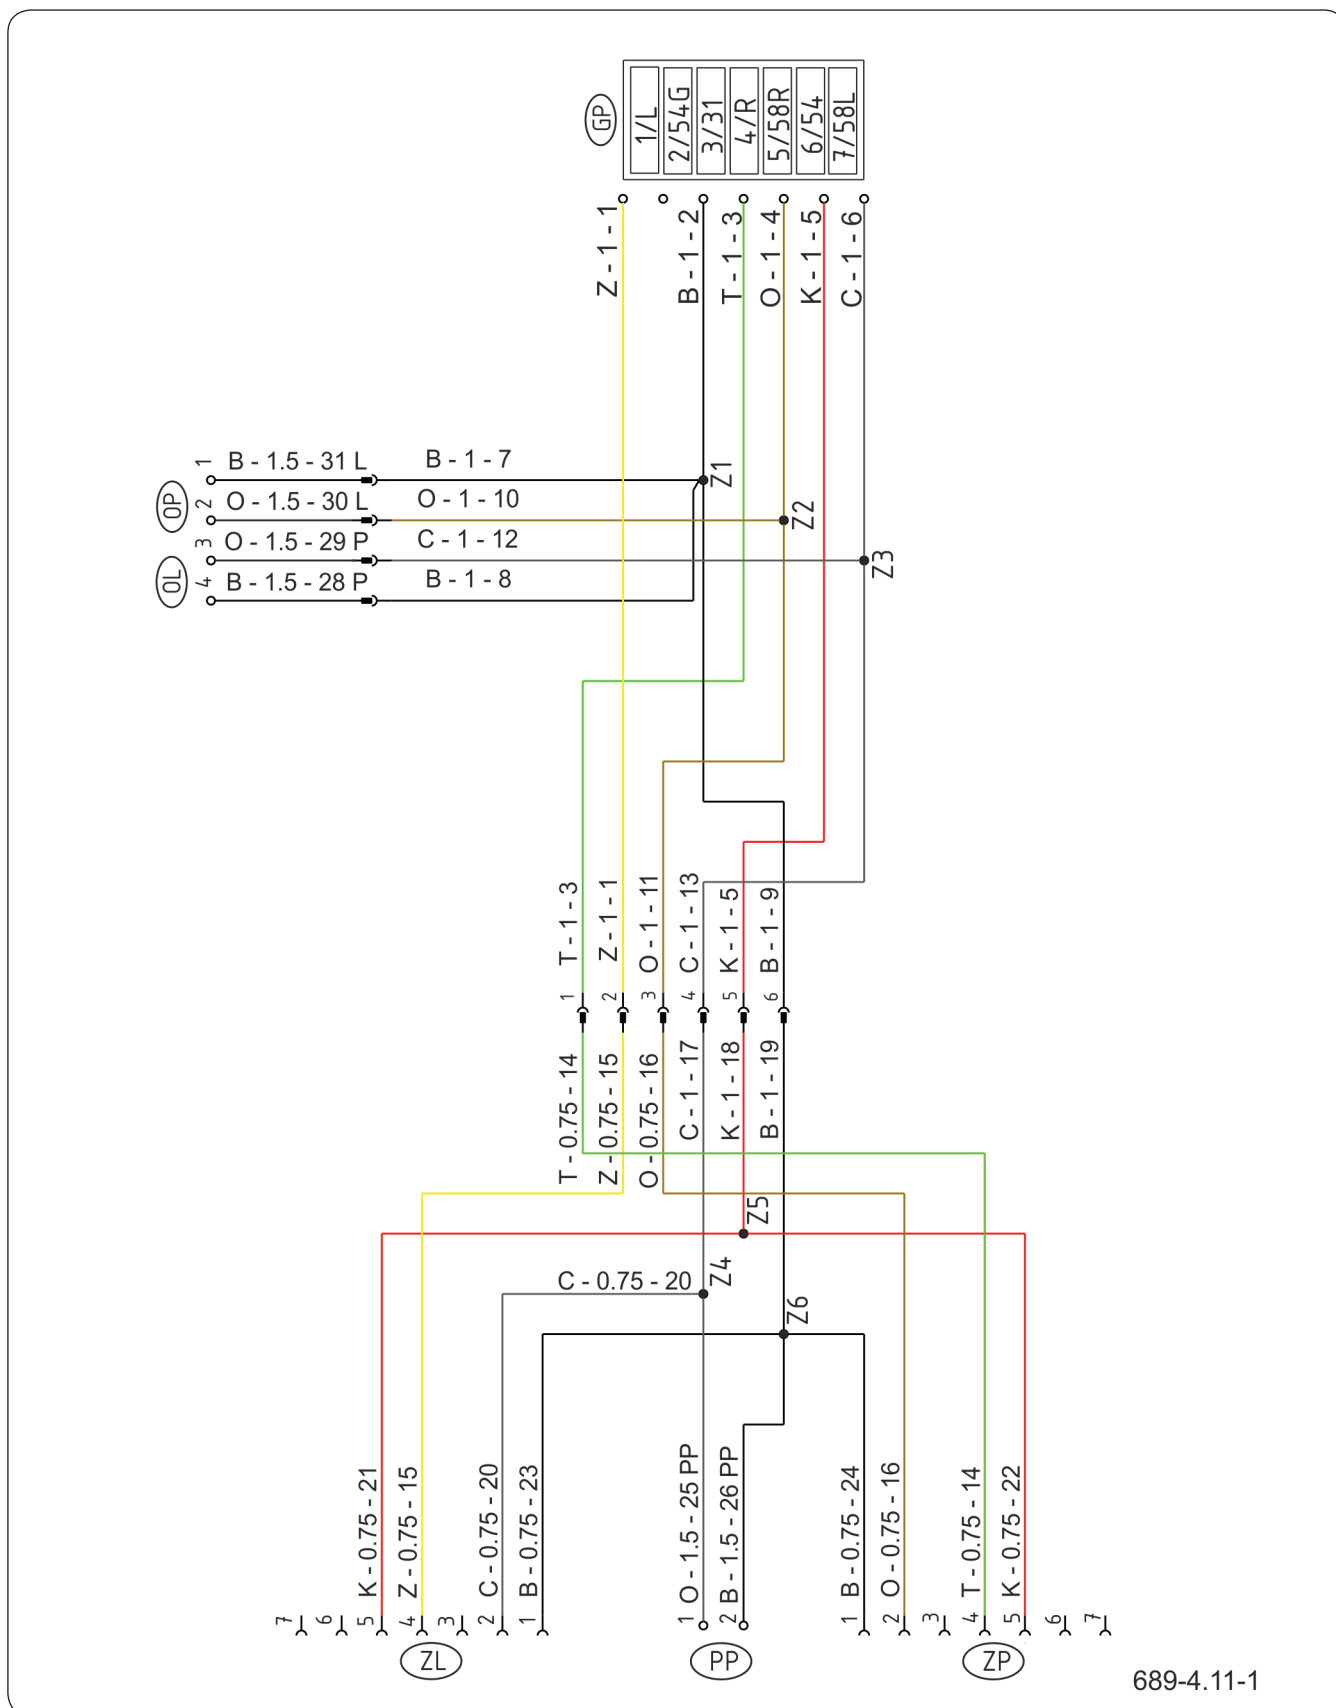 GP
1/L
2/54G
3/31
4/R
5/58R
6/54
7/58L
Z - 1 - 1
B - 1 - 2
T - 1 - 3
O - 1 - 4
K - 1 - 5
C - 1 - 6
OP
OL
1
B - 1.5 - 31 L
B - 1 - 7
2
O - 1.5 - 30 L
O - 1 - 10
3
O - 1.5 - 29 P
C - 1 - 12
4
B - 1.5 - 28 P
B - 1 - 8
Z1
Z2
Z3
T - 1 - 3
Z - 1 - 1
O - 1 - 11
C - 1 - 13
K - 1 - 5
B - 1 - 9
1
2
3
4
5
6
T - 0.75 - 14
Z - 0.75 - 15
O - 0.75 - 16
C - 1 - 17
K - 1 - 18
B - 1 - 19
Z5
Z4
C - 0.75 - 20
Z6
K - 0.75 - 21
Z - 0.75 - 15
C - 0.75 - 20
B - 0.75 - 23
O - 1.5 - 25 PP
B - 1.5 - 26 PP
B - 0.75 - 24
O - 0.75 - 16
T - 0.75 - 14
K - 0.75 - 22
7
6
5
4
3
2
1
1
2
1
2
3
4
5
6
7
ZL
PP
ZP
689-4.11-1